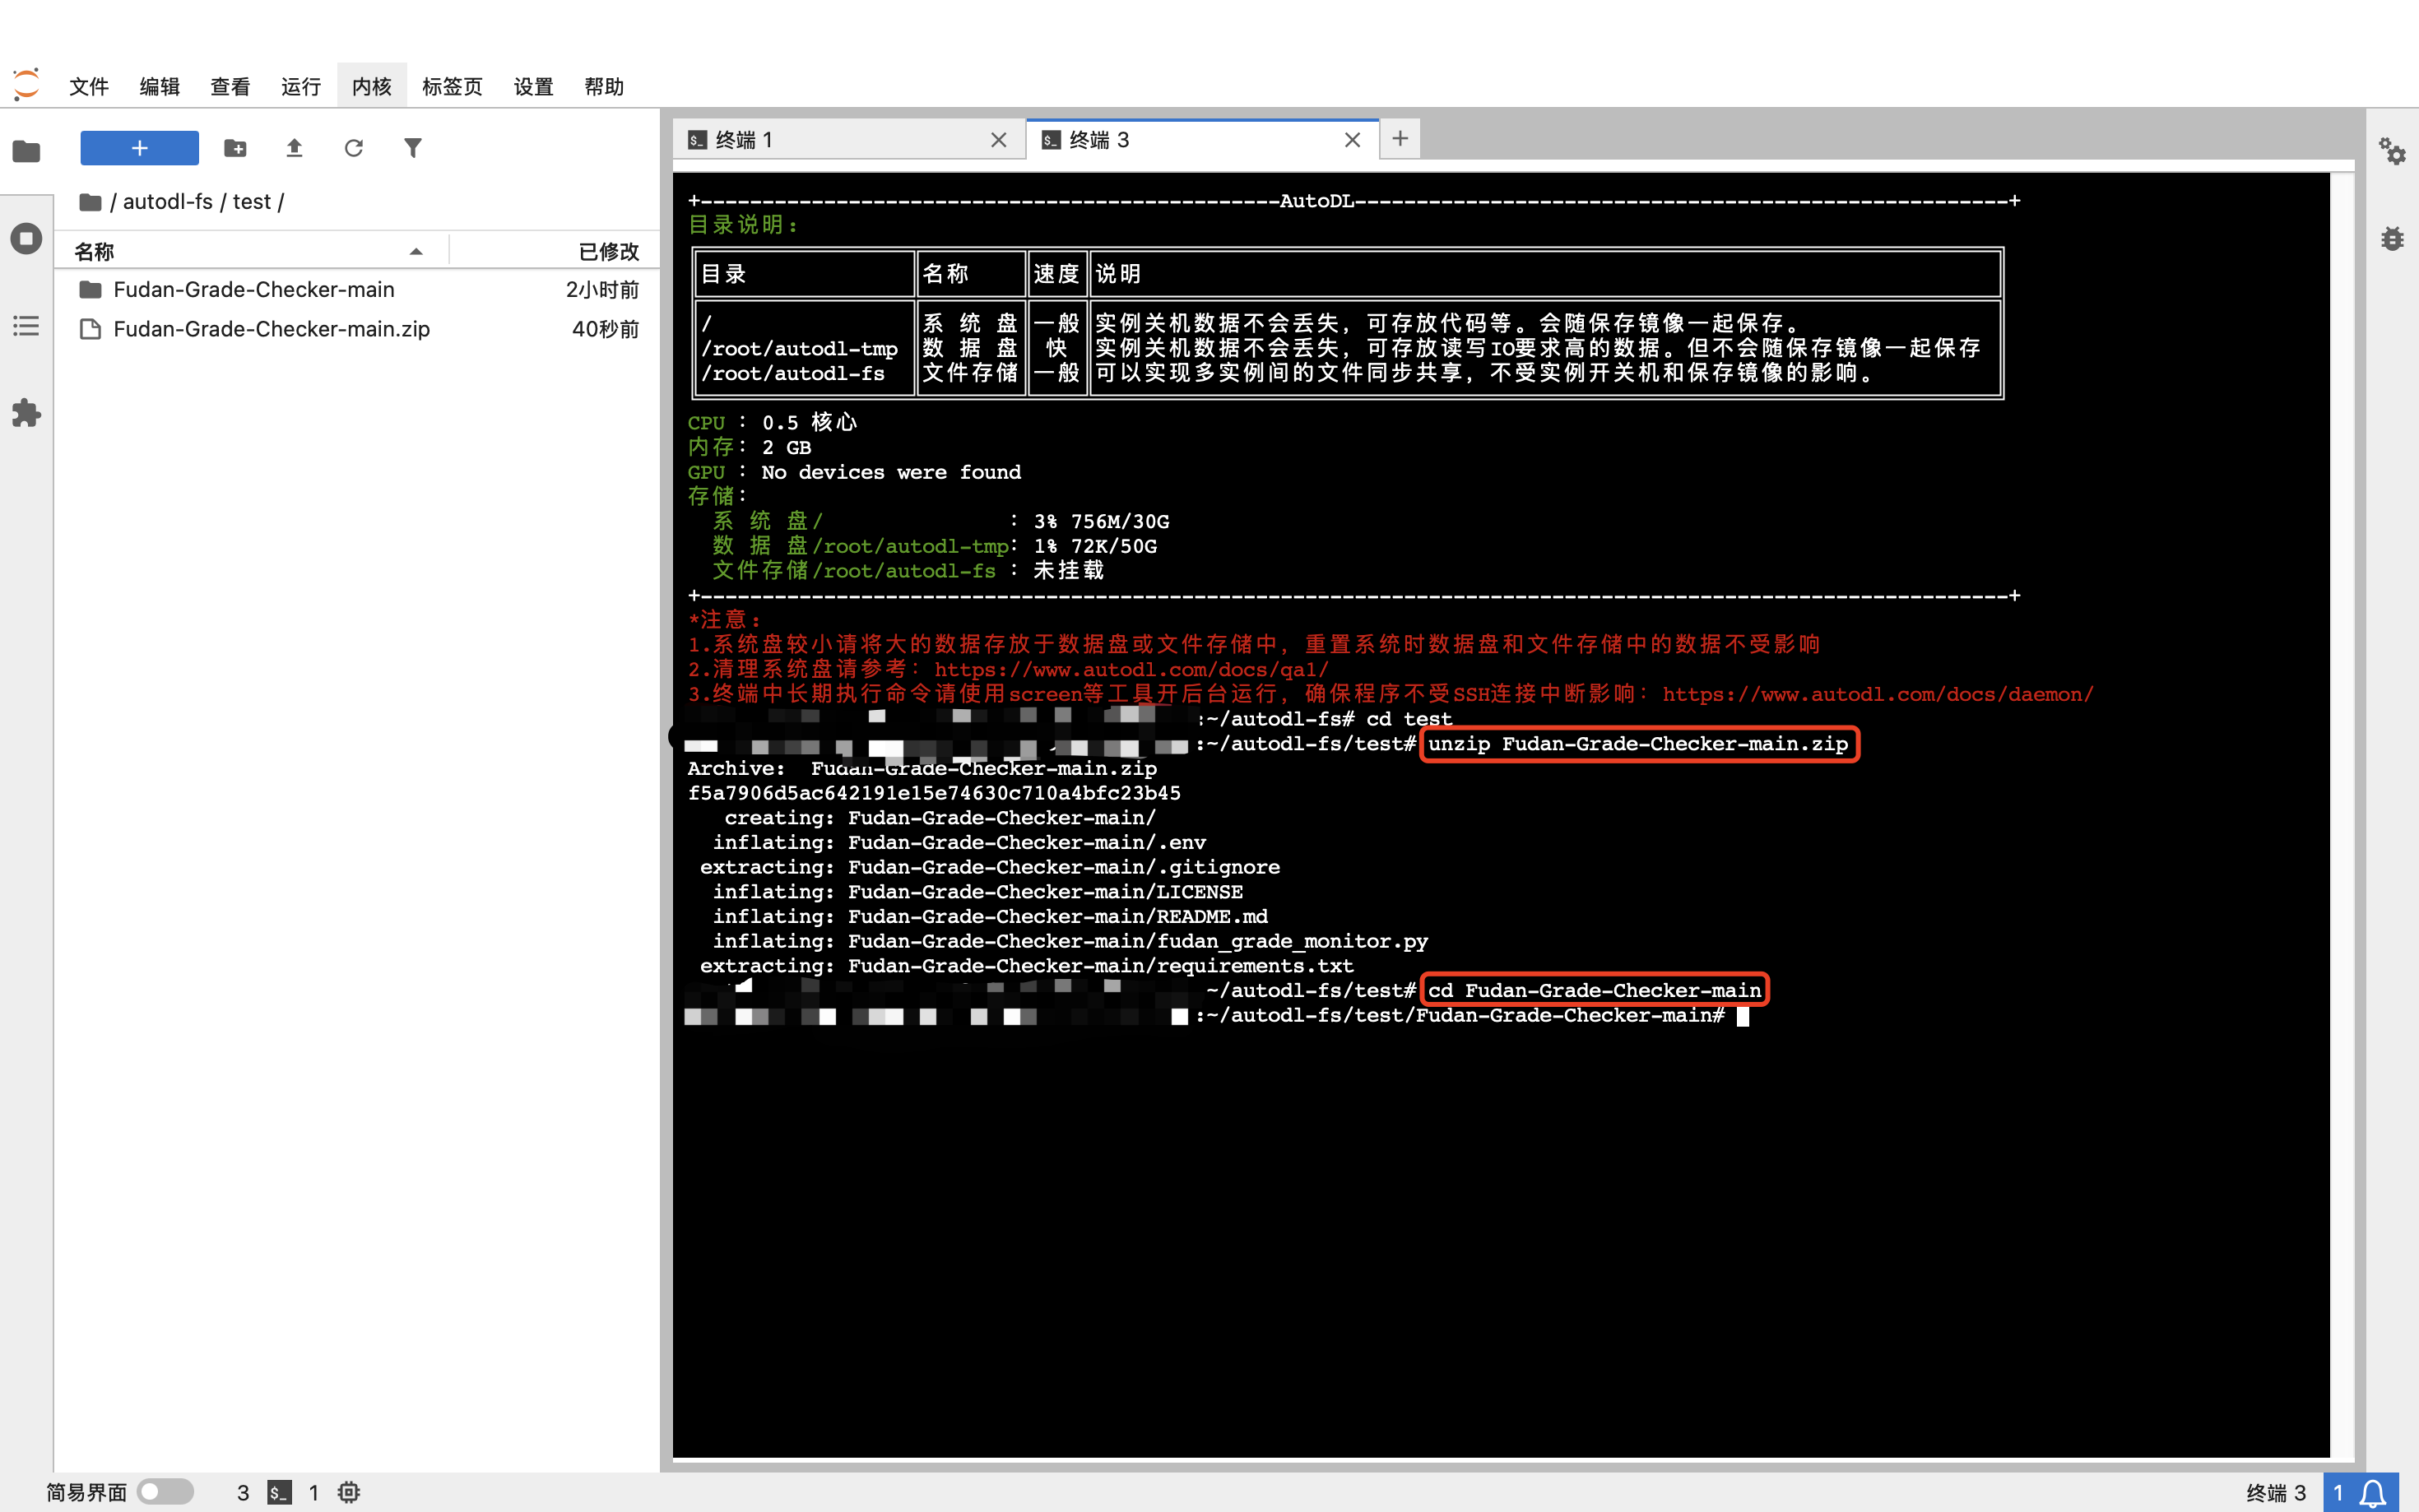 文件 编辑 查看 运行 内核 标签页 设置 帮助
+
/ autodl-fs / test /
名称 已修改
Fudan-Grade-Checker-main 2小时前
Fudan-Grade-Checker-main.zip 40秒前
$_ 终端 1 $_ 终端 3 +
+-----------------------------------------------AutoDL-----------------------------------------------------+
目录说明:
目录 名称 速度 说明
/ 系 统 盘 一般 实例关机数据不会丢失，可存放代码等。会随保存镜像一起保存。
/root/autodl-tmp 数 据 盘 快 实例关机数据不会丢失，可存放读写IO要求高的数据。但不会随保存镜像一起保存
/root/autodl-fs 文件存储 一般 可以实现多实例间的文件同步共享，不受实例开关机和保存镜像的影响。
CPU : 0.5 核心
内存: 2 GB
GPU : No devices were found
存储:
系 统 盘/ : 3% 756M/30G
数 据 盘/root/autodl-tmp: 1% 72K/50G
文件存储/root/autodl-fs : 未挂载
+----------------------------------------------------------------------------------------------------------+
*注意:
1.系统盘较小请将大的数据存放于数据盘或文件存储中，重置系统时数据盘和文件存储中的数据不受影响
2.清理系统盘请参考: https://www.autodl.com/docs/qa1/
3.终端中长期执行命令请使用screen等工具开后台运行，确保程序不受SSH连接中断影响: https://www.autodl.com/docs/daemon/
:~/autodl-fs# cd test
:~/autodl-fs/test# unzip Fudan-Grade-Checker-main.zip
Archive: Fudan-Grade-Checker-main.zip
f5a7906d5ac642191e15e74630c710a4bfc23b45
creating: Fudan-Grade-Checker-main/
inflating: Fudan-Grade-Checker-main/.env
extracting: Fudan-Grade-Checker-main/.gitignore
inflating: Fudan-Grade-Checker-main/LICENSE
inflating: Fudan-Grade-Checker-main/README.md
inflating: Fudan-Grade-Checker-main/fudan_grade_monitor.py
extracting: Fudan-Grade-Checker-main/requirements.txt
~/autodl-fs/test# cd Fudan-Grade-Checker-main
:~/autodl-fs/test/Fudan-Grade-Checker-main#
简易界面 3 $_ 1 终端 3 1